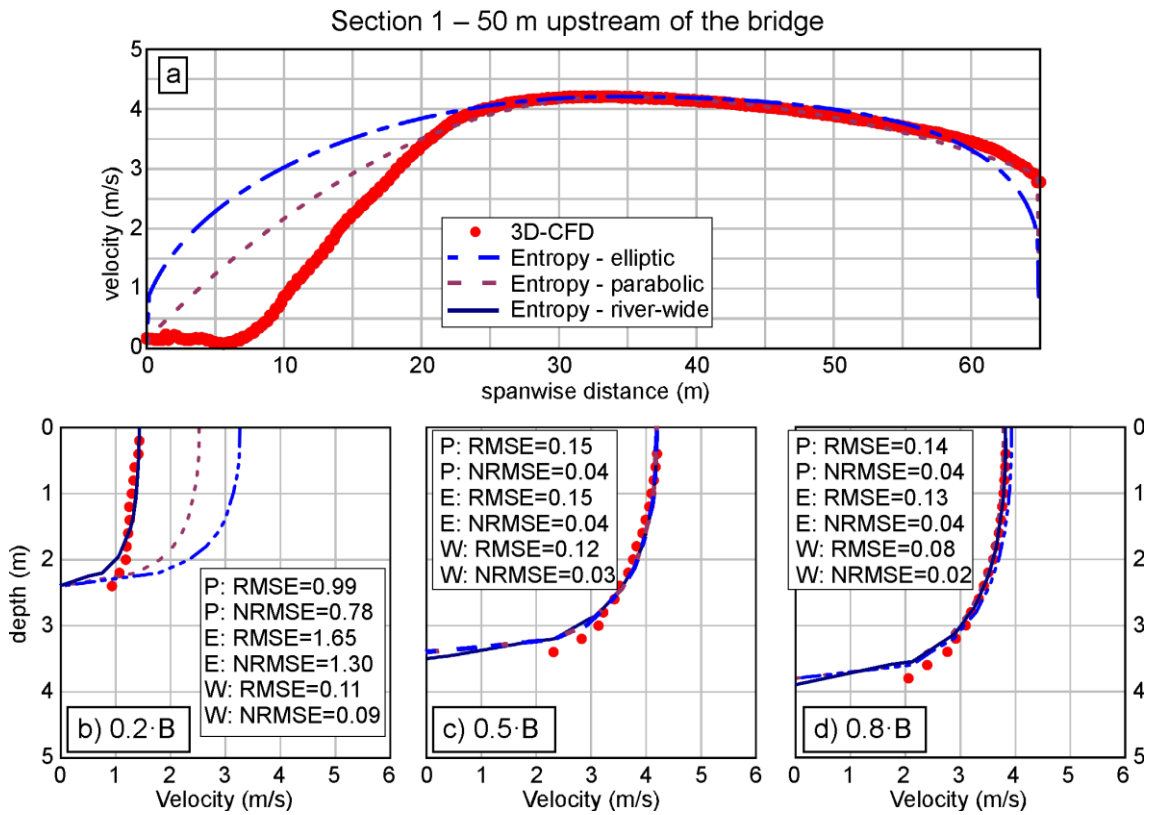 Section 1 – 50 m upstream of the bridge
5
4
3
2
1
0
velocity (m/s)
a
3D-CFD
Entropy - elliptic
Entropy - parabolic
Entropy - river-wide
0 10 20 30 40 50 60
spanwise distance (m)
0
1
2
3
4
5
depth (m)
P: RMSE=0.99
P: NRMSE=0.78
E: RMSE=1.65
E: NRMSE=1.30
W: RMSE=0.11
W: NRMSE=0.09
b) 0.2·B
0 1 2 3 4 5 6
Velocity (m/s)
P: RMSE=0.15
P: NRMSE=0.04
E: RMSE=0.15
E: NRMSE=0.04
W: RMSE=0.12
W: NRMSE=0.03
c) 0.5·B
0 1 2 3 4 5 6
Velocity (m/s)
P: RMSE=0.14
P: NRMSE=0.04
E: RMSE=0.13
E: NRMSE=0.04
W: RMSE=0.08
W: NRMSE=0.02
d) 0.8·B
0
1
2
3
4
5
0 1 2 3 4 5 6
Velocity (m/s)